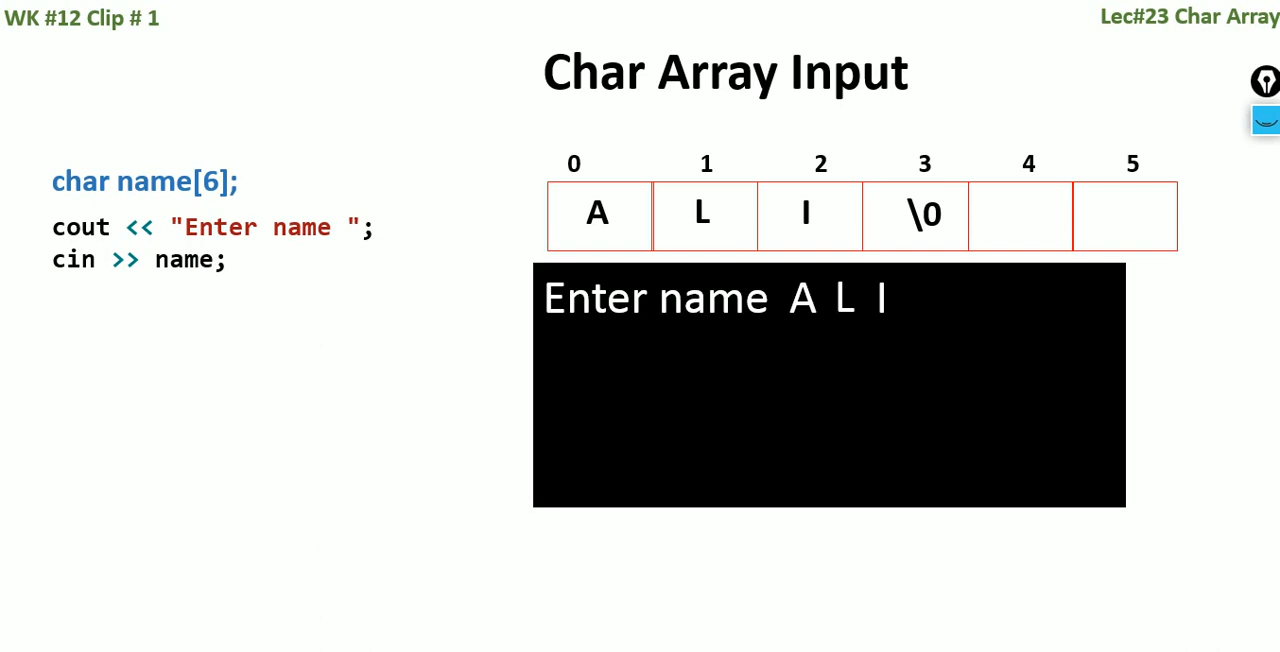 WK #12 Clip # 1
Lec#23 Char Array
Char Array Input
char name[6];
cout << "Enter name ";
cin >> name;
0 1 2 3 4 5
A L I \0
Enter name A L I